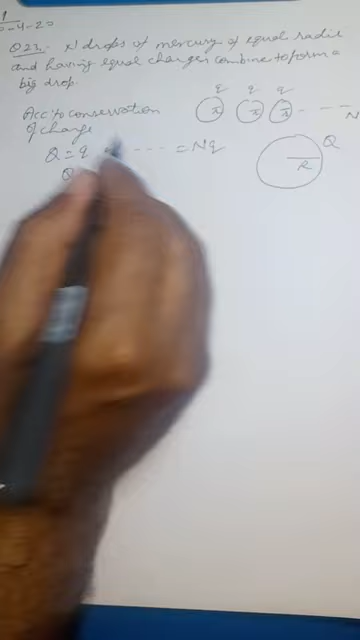 Q23. N drops of mercury of equal radii
and having equal charges combine to form a
big drop.
q q q
r r r - - - N
Acc. to conservation
of charge
Q = q - - - = Nq
Q
R
Q